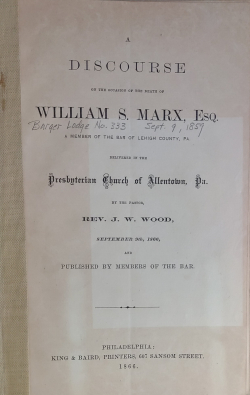 A
DISCOURSE
ON THE OCCASION OF THE DEATH OF
WILLIAM S. MARX, ESQ.
Barger Lodge No. 333 Sept. 9, 1859
A MEMBER OF THE BAR OF LEHIGH COUNTY, PA.
DELIVERED IN THE
Presbyterian Church of Allentown, Pa.
BY THE PASTOR,
REV. J. W. WOOD,
SEPTEMBER 9th, 1866,
AND
PUBLISHED BY MEMBERS OF THE BAR.
PHILADELPHIA:
KING & BAIRD, PRINTERS, 607 SANSOM STREET.
1866.